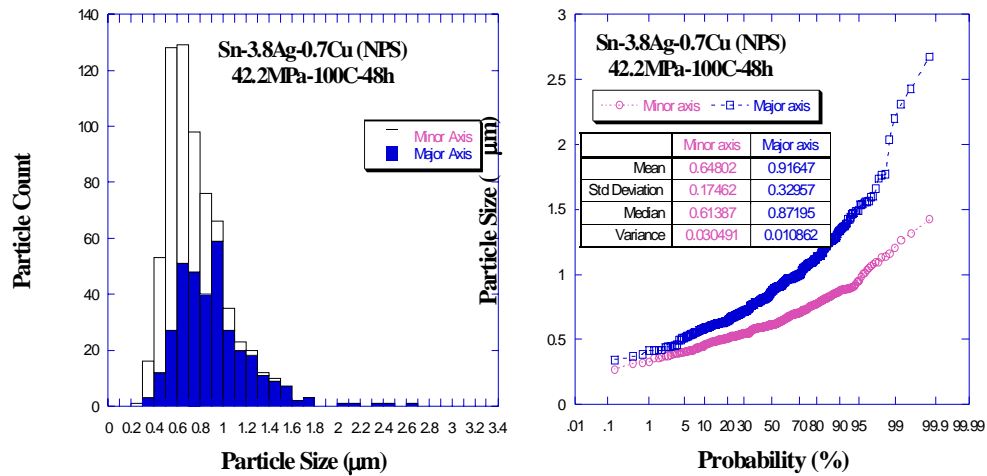 140
120
100
80
60
40
20
0
Particle Count
Sn-3.8Ag-0.7Cu (NPS)
42.2MPa-100C-48h
Minor Axis
Major Axis
0 0.2 0.4 0.6 0.8 1 1.2 1.4 1.6 1.8 2 2.2 2.4 2.6 2.8 3 3.2 3.4
Particle Size (μm)
3
2.5
2
1.5
1
0.5
0
Particle Size ( μm)
Sn-3.8Ag-0.7Cu (NPS)
42.2MPa-100C-48h
Minor axis Major axis
Minor axis Major axis
Mean 0.64802 0.91647
Std Deviation 0.17462 0.32957
Median 0.61387 0.87195
Variance 0.030491 0.010862
.01 .1 1 5 10 20 30 50 70 80 90 95 99 99.9 99.99
Probability (%)